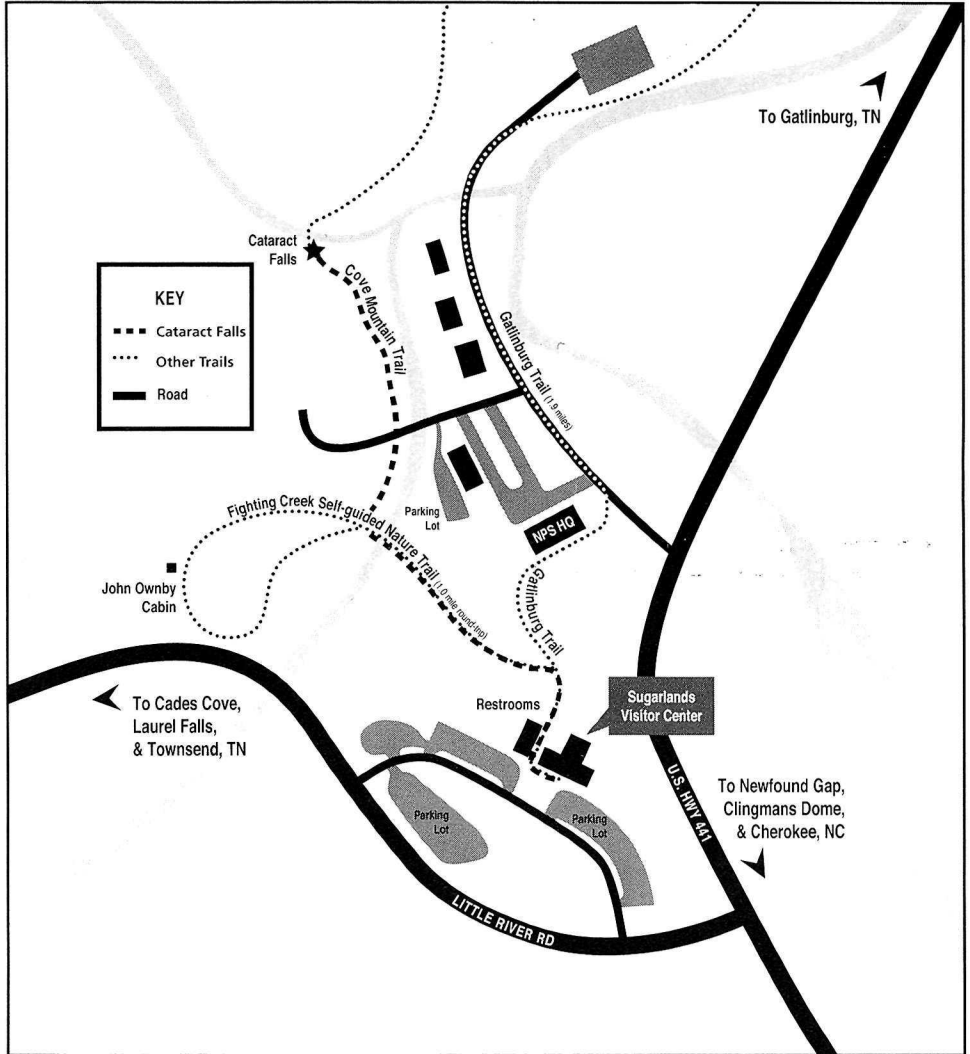 To Gatlinburg, TN
Cataract
Falls
Cove Mountain Trail
KEY
Cataract Falls
Other Trails
Road
Gatlinburg Trail (1.9 miles)
Parking
Lot
NPS HQ
Fighting Creek Self-guided Nature Trail (1.0 mile round-trip)
John Ownby
Cabin
Gatlinburg Trail
Sugarlands
Visitor Center
Restrooms
To Cades Cove,
Laurel Falls,
& Townsend, TN
U.S. HWY 441
To Newfound Gap,
Clingmans Dome,
& Cherokee, NC
Parking
Lot
Parking
Lot
LITTLE RIVER RD